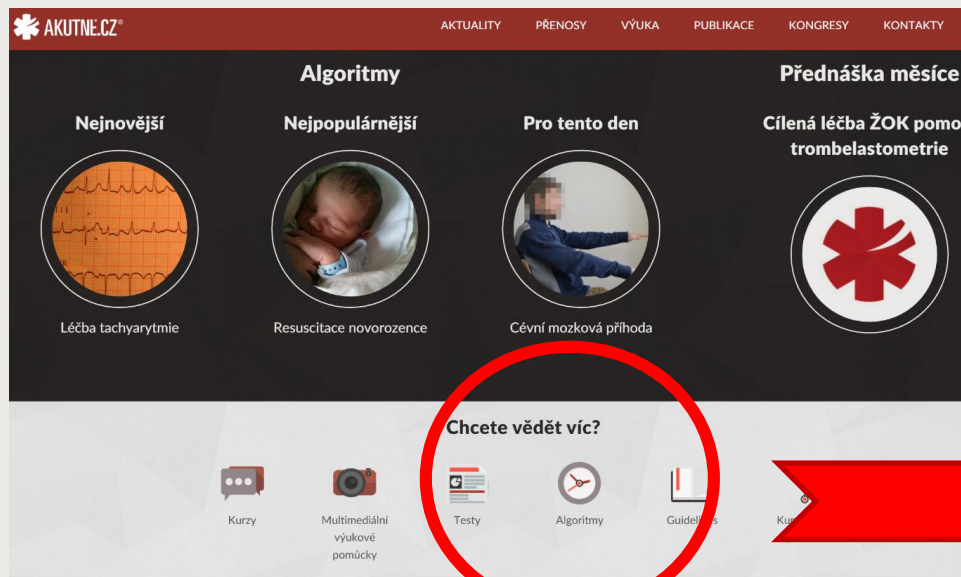 AKUTNE.CZ®
AKTUALITY PŘENOSY VÝUKA PUBLIKACE KONGRESY KONTAKTY
Algoritmy
Přednáška měsíce
Nejnovější
Nejpopulárnější
Pro tento den
Cílená léčba ŽOK pomo
trombelastometrie
Léčba tachyarytmie
Resuscitace novorozence
Cévní mozková příhoda
Chcete vědět víc?
Kurzy
Multimediální
výukové
pomůcky
Testy
Algoritmy